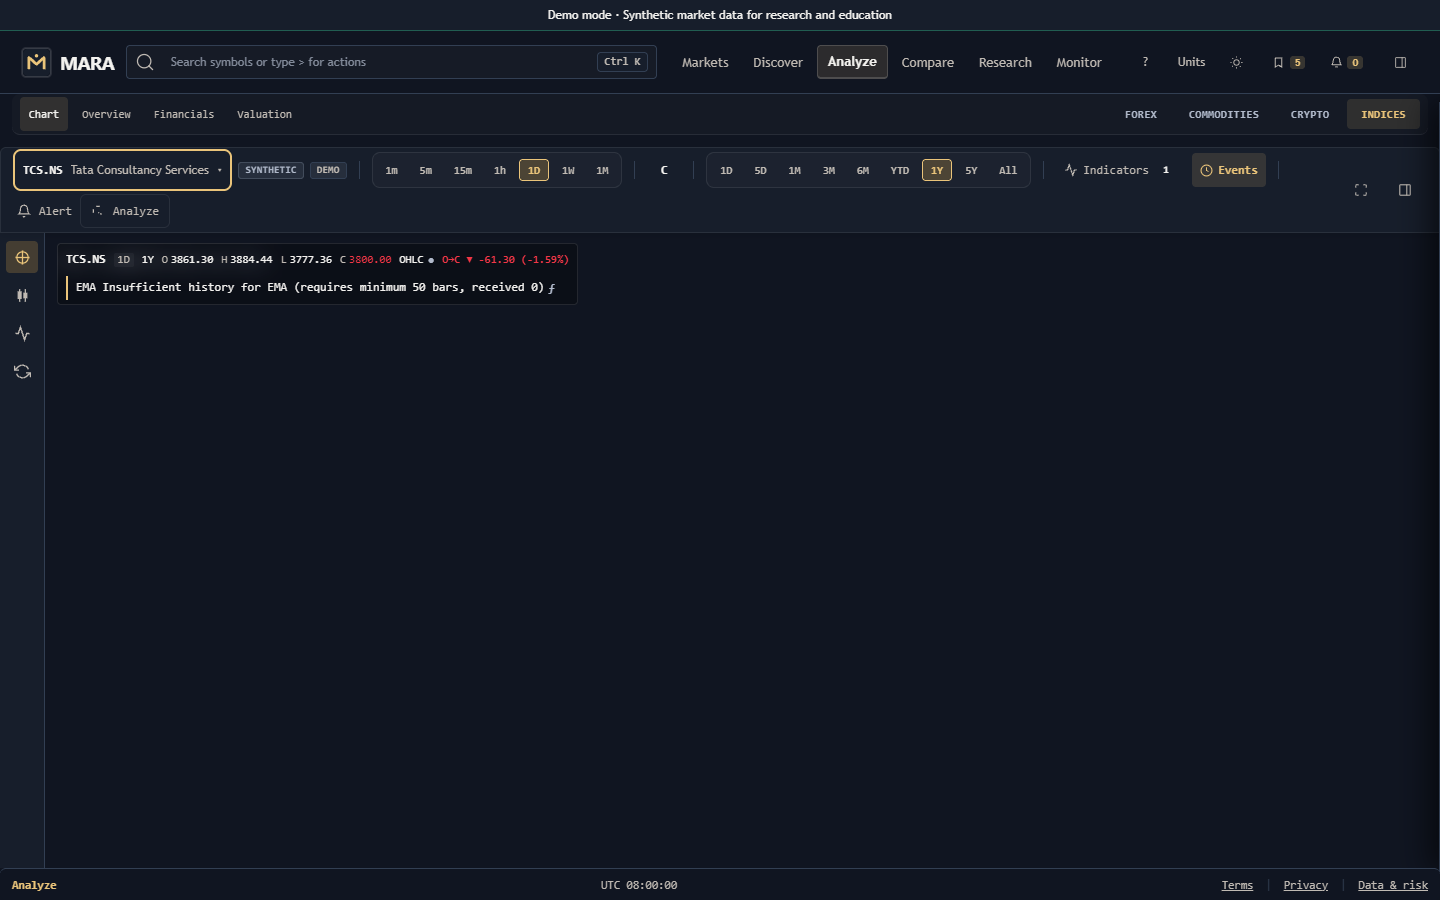 Demo mode · Synthetic market data for research and education
MARA
Search symbols or type > for actions
Ctrl K
Markets
Discover
Analyze
Compare
Research
Monitor
?
Units
5
0
Chart
Overview
Financials
Valuation
FOREX
COMMODITIES
CRYPTO
INDICES
TCS.NS Tata Consultancy Services
SYNTHETIC
DEMO
1m 5m 15m 1h 1D 1W 1M
C
1D 5D 1M 3M 6M YTD 1Y 5Y All
Indicators 1
Events
Alert
Analyze
TCS.NS 1D 1Y O 3861.30 H 3884.44 L 3777.36 C 3800.00 OHLC ● O→C ▼ -61.30 (-1.59%)
EMA Insufficient history for EMA (requires minimum 50 bars, received 0)
Analyze
UTC 08:00:00
Terms
Privacy
Data & risk